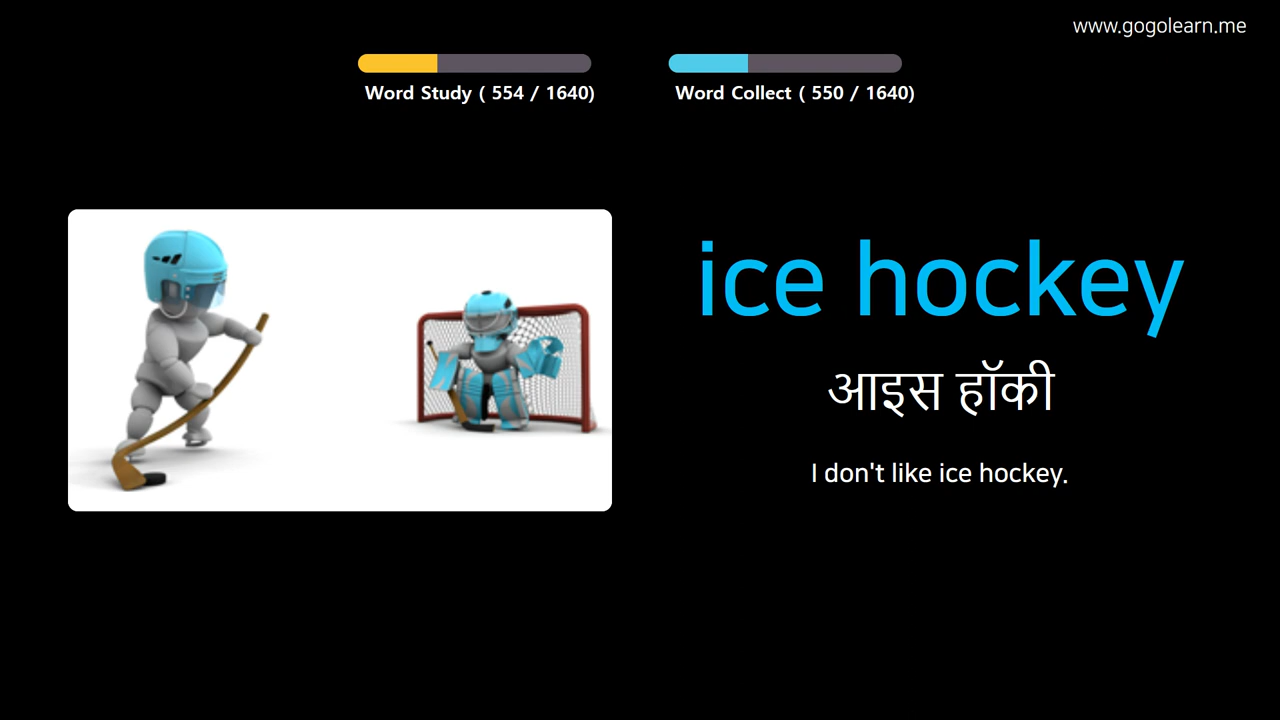 www.gogolearn.me
Word Study ( 554 / 1640)
Word Collect ( 550 / 1640)
ice hockey
आइस हॉकी
I don't like ice hockey.